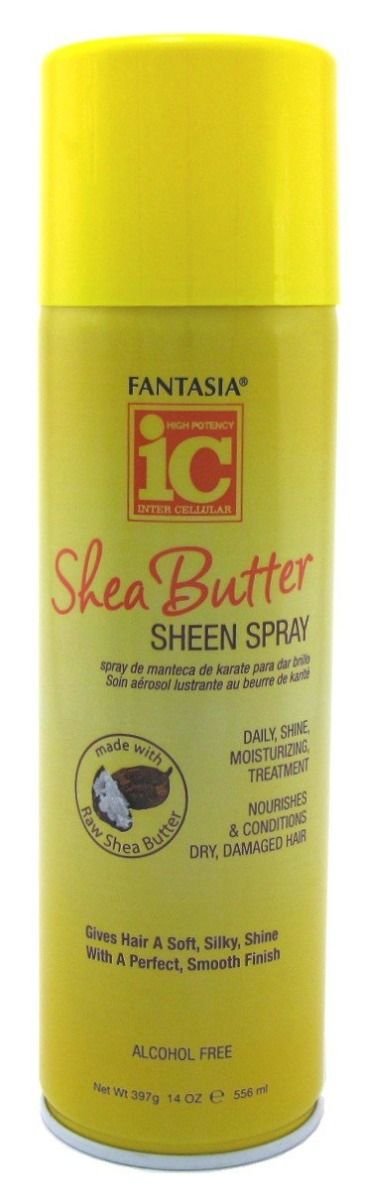 FANTASIA®
HIGH POTENCY
ic
INTER CELLULAR
Shea Butter
SHEEN SPRAY
spray de manteca de karate para dar brillo
Soin aérosol lustrante au beurre de karité
DAILY, SHINE,
MOISTURIZING,
TREATMENT
made with
Raw Shea Butter
NOURISHES
& CONDITIONS
DRY, DAMAGED HAIR
Gives Hair A Soft, Silky, Shine
With A Perfect, Smooth Finish
ALCOHOL FREE
Net Wt 397g 14 OZ ℮ 556 ml